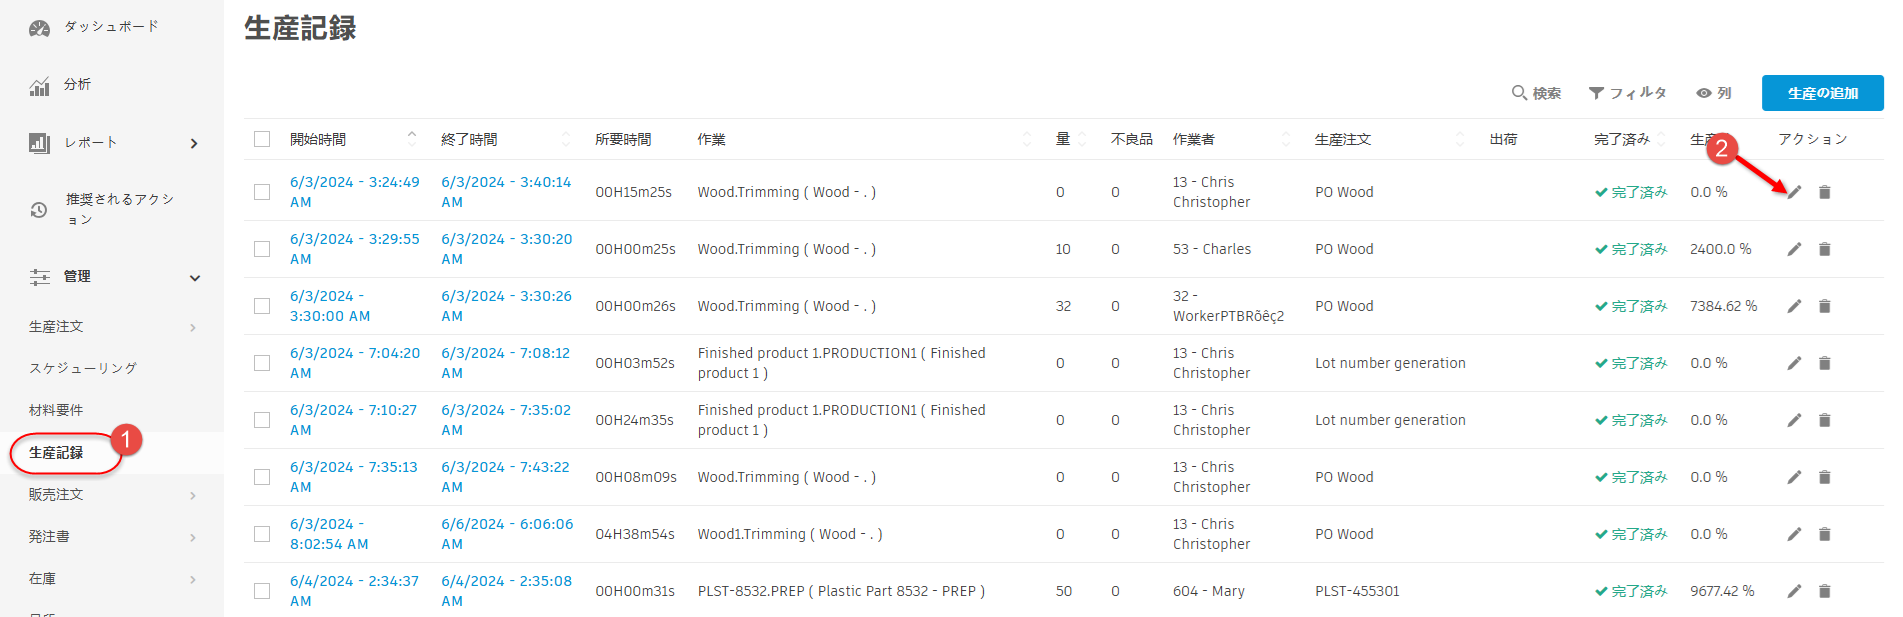 ダッシュボード
分析
レポート
推奨されるアクシ
ョン
管理
生産注文
スケジューリング
材料要件
生産記録
1
販売注文
発注書
在庫
生産記録
検索 フィルタ 列 生産の追加
開始時間 終了時間 所要時間 作業 量 不良品 作業者 生産注文 出荷 完了済み 生産 アクション
2
6/3/2024 - 3:24:49 6/3/2024 - 3:40:14 13 - Chris
AM AM 00H15m25s Wood.Trimming ( Wood - . ) 0 0 Christopher PO Wood 完了済み 0.0 %
6/3/2024 - 3:29:55 6/3/2024 - 3:30:20
AM AM 00H00m25s Wood.Trimming ( Wood - . ) 10 0 53 - Charles PO Wood 完了済み 2400.0 %
6/3/2024 - 6/3/2024 - 3:30:26 32 -
3:30:00 AM AM 00H00m26s Wood.Trimming ( Wood - . ) 32 0 WorkerPTBRõêç2 PO Wood 完了済み 7384.62 %
6/3/2024 - 7:04:20 6/3/2024 - 7:08:12 Finished product 1.PRODUCTION1 ( Finished 13 - Chris
AM AM 00H03m52s product 1 ) 0 0 Christopher Lot number generation 完了済み 0.0 %
6/3/2024 - 7:10:27 6/3/2024 - 7:35:02 Finished product 1.PRODUCTION1 ( Finished 13 - Chris
AM AM 00H24m35s product 1 ) 0 0 Christopher Lot number generation 完了済み 0.0 %
6/3/2024 - 7:35:13 6/3/2024 - 7:43:22 13 - Chris
AM AM 00H08m09s Wood.Trimming ( Wood - . ) 0 0 Christopher PO Wood 完了済み 0.0 %
6/3/2024 - 6/6/2024 - 6:06:06 13 - Chris
8:02:54 AM AM 04H38m54s Wood1.Trimming ( Wood - . ) 0 0 Christopher PO Wood 完了済み 0.0 %
6/4/2024 - 2:34:37 6/4/2024 - 2:35:08
AM AM 00H00m31s PLST-8532.PREP ( Plastic Part 8532 - PREP ) 50 0 604 - Mary PLST-455301 完了済み 9677.42 %